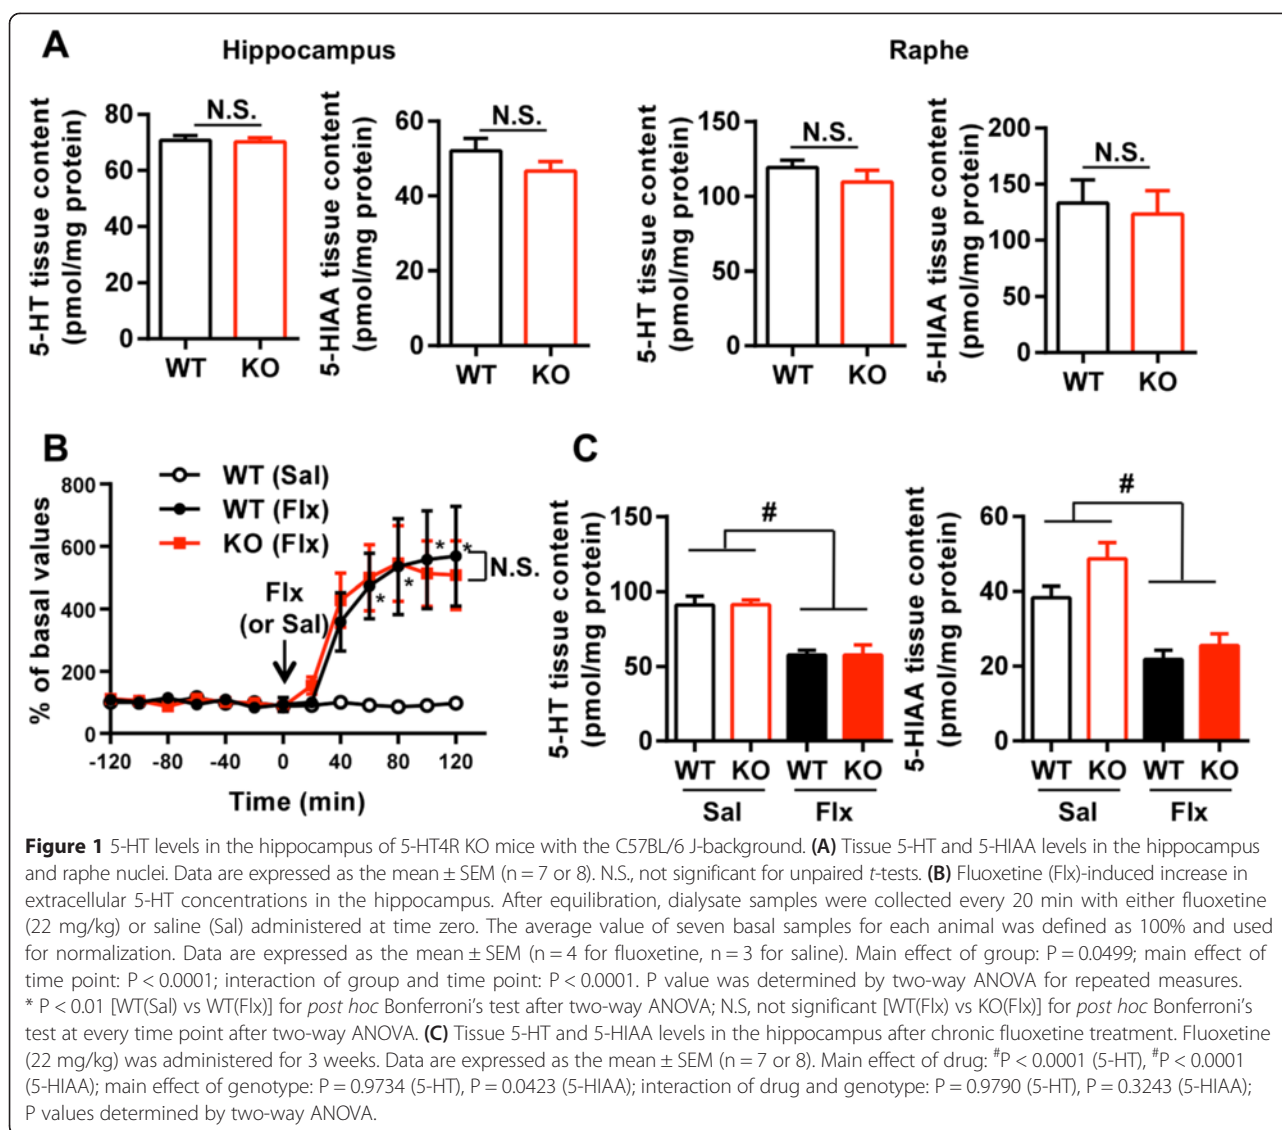 A
Hippocampus
Raphe
5-HT tissue content
(pmol/mg protein)
80
60
40
20
0
N.S.
WT KO
5-HIAA tissue content
(pmol/mg protein)
60
40
20
0
N.S.
WT KO
5-HT tissue content
(pmol/mg protein)
150
100
50
0
N.S.
WT KO
5-HIAA tissue content
(pmol/mg protein)
200
150
100
50
0
N.S.
WT KO
B
WT (Sal)
WT (Flx)
KO (Flx)
% of basal values
800
600
400
200
0
Flx
(or Sal)
* * * *
N.S.
-120 -80 -40 0 40 80 120
Time (min)
C
5-HT tissue content
(pmol/mg protein)
150
100
50
0
#
WT KO WT KO
Sal Flx
5-HIAA tissue content
(pmol/mg protein)
60
40
20
0
#
WT KO WT KO
Sal Flx
Figure 1 5-HT levels in the hippocampus of 5-HT4R KO mice with the C57BL/6 J-background. (A) Tissue 5-HT and 5-HIAA levels in the hippocampus
and raphe nuclei. Data are expressed as the mean ± SEM (n = 7 or 8). N.S., not significant for unpaired t-tests. (B) Fluoxetine (Flx)-induced increase in
extracellular 5-HT concentrations in the hippocampus. After equilibration, dialysate samples were collected every 20 min with either fluoxetine
(22 mg/kg) or saline (Sal) administered at time zero. The average value of seven basal samples for each animal was defined as 100% and used
for normalization. Data are expressed as the mean ± SEM (n = 4 for fluoxetine, n = 3 for saline). Main effect of group: P = 0.0499; main effect of
time point: P < 0.0001; interaction of group and time point: P < 0.0001. P value was determined by two-way ANOVA for repeated measures.
* P < 0.01 [WT(Sal) vs WT(Flx)] for post hoc Bonferroni's test after two-way ANOVA; N.S, not significant [WT(Flx) vs KO(Flx)] for post hoc Bonferroni's
test at every time point after two-way ANOVA. (C) Tissue 5-HT and 5-HIAA levels in the hippocampus after chronic fluoxetine treatment. Fluoxetine
(22 mg/kg) was administered for 3 weeks. Data are expressed as the mean ± SEM (n = 7 or 8). Main effect of drug: #P < 0.0001 (5-HT), #P < 0.0001
(5-HIAA); main effect of genotype: P = 0.9734 (5-HT), P = 0.0423 (5-HIAA); interaction of drug and genotype: P = 0.9790 (5-HT), P = 0.3243 (5-HIAA);
P values determined by two-way ANOVA.